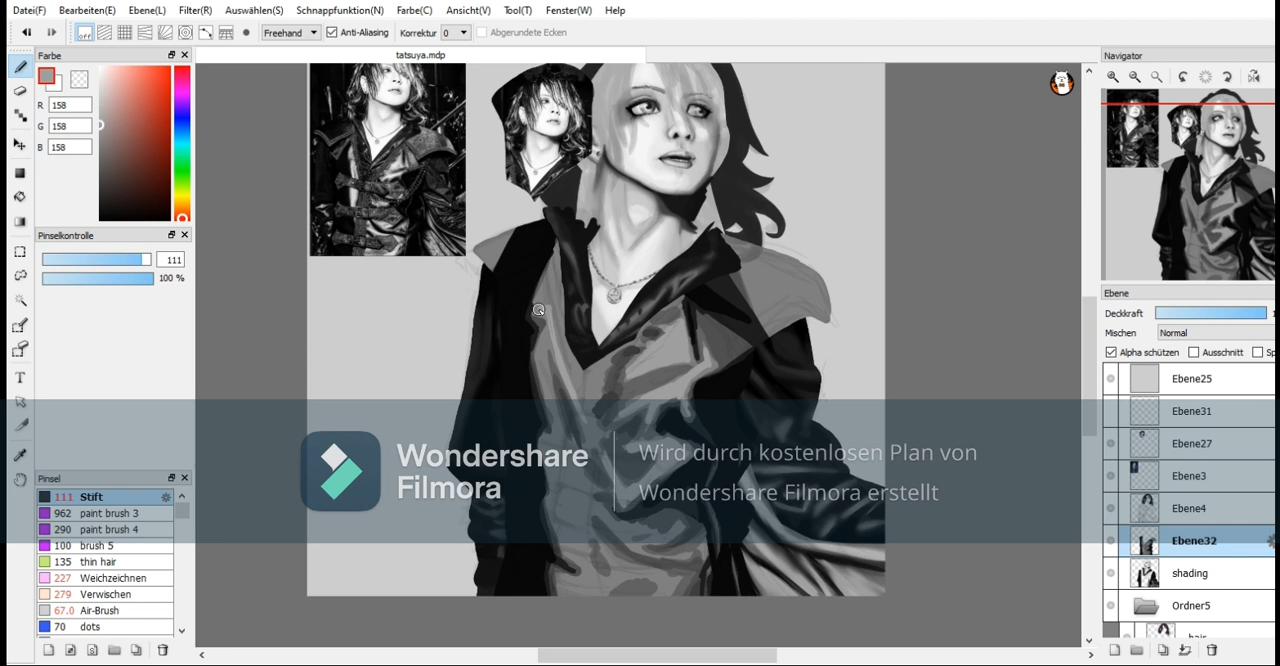 Datei(F) Bearbeiten(E) Ebene(L) Filter(R) Auswählen(S) Schnappfunktion(N) Farbe(C) Ansicht(V) Tool(T) Fenster(W) Help
off Freehand Anti-Aliasing Korrektur 0 Abgerundete Ecken
Farbe
tatsuya.mdp
Navigator
R 158
G 158
B 158
Pinselkontrolle
111
100 %
Ebene
Deckkraft
Mischen Normal
Alpha schützen Ausschnitt
Ebene25
Ebene31
Ebene27
Ebene3
Ebene4
Ebene32
shading
Ordner5
hair
Wondershare
Filmora
Wird durch kostenlosen Plan von
Wondershare Filmora erstellt
Pinsel
111 Stift
962 paint brush 3
290 paint brush 4
100 brush 5
135 thin hair
227 Weichzeichnen
279 Verwischen
67.0 Air-Brush
70 dots